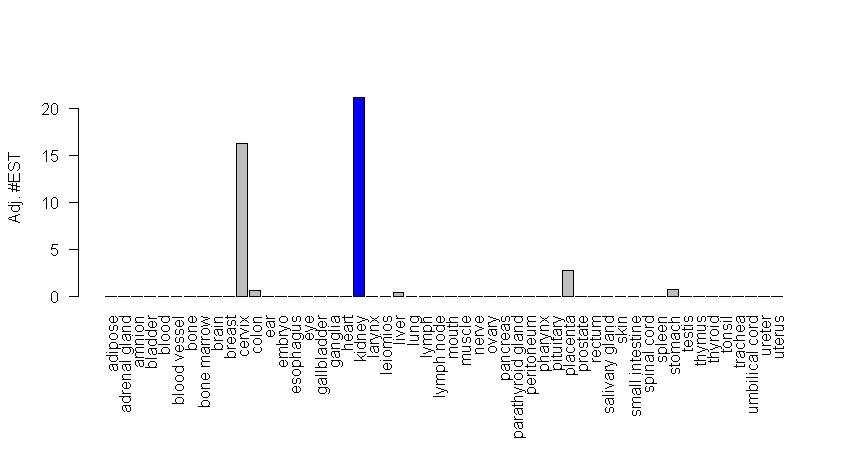 Adj. #EST
20
15
10
5
0
adipose
adrenal gland
amnion
bladder
blood
blood vessel
bone
bone marrow
brain
breast
cervix
colon
ear
embryo
esophagus
eye
gallbladder
ganglia
heart
kidney
larynx
leiomios
liver
lung
lymph
lymph node
mouth
muscle
nerve
ovary
pancreas
parathyroid gland
peritoneum
pharynx
pituitary
placenta
prostate
rectum
salivary gland
skin
small intestine
spinal cord
spleen
stomach
testis
thymus
thyroid
tonsil
trachea
umbilical cord
ureter
uterus